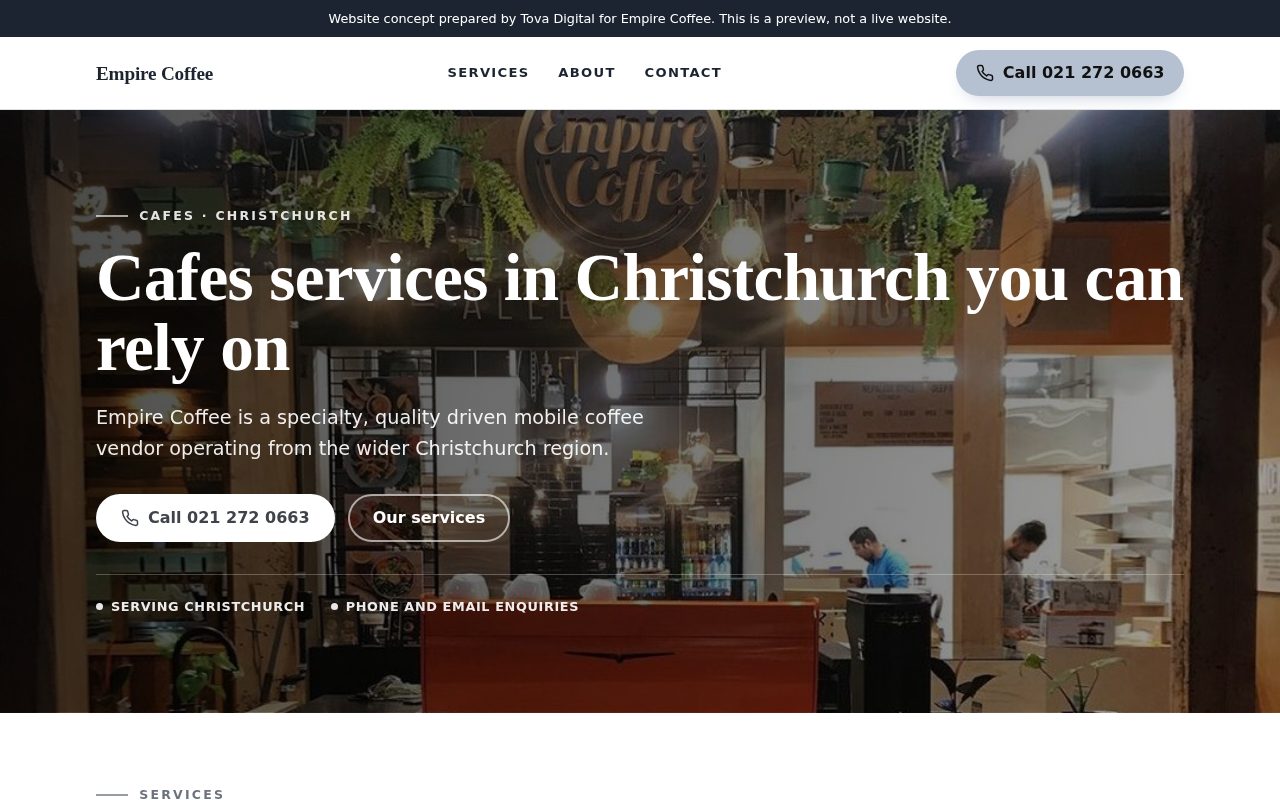 Website concept prepared by Tova Digital for Empire Coffee. This is a preview, not a live website.
Empire Coffee
SERVICES ABOUT CONTACT
Call 021 272 0663
Empire
Coffee
CAFES · CHRISTCHURCH
Cafes services in Christchurch you can
rely on
Empire Coffee is a specialty, quality driven mobile coffee
vendor operating from the wider Christchurch region.
Call 021 272 0663
Our services
SERVING CHRISTCHURCH
PHONE AND EMAIL ENQUIRIES
SERVICES